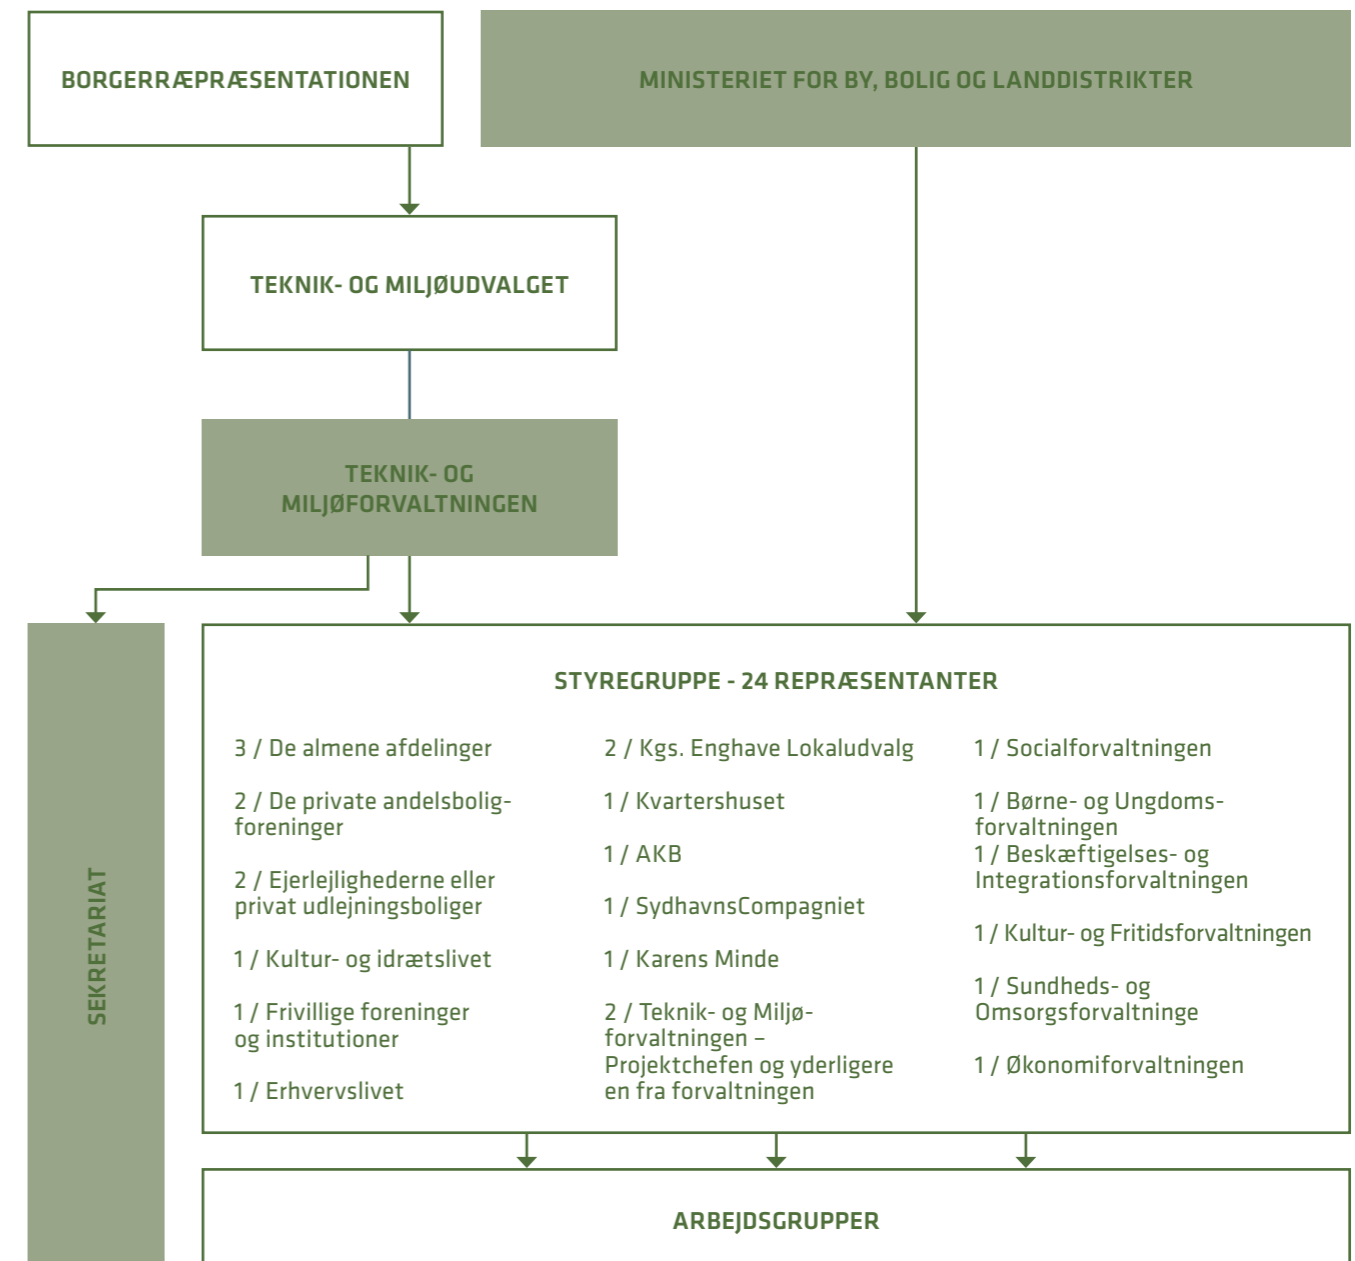 BORGERRÆPRÆSENTATIONEN
MINISTERIET FOR BY, BOLIG OG LANDDISTRIKTER
TEKNIK- OG MILJØUDVALGET
TEKNIK- OG
MILJØFORVALTNINGEN
SEKRETARIAT
STYREGRUPPE - 24 REPRÆSENTANTER
3 / De almene afdelinger
2 / De private andelsbolig-
foreninger
2 / Ejerlejlighederne eller
privat udlejningsboliger
1 / Kultur- og idrætslivet
1 / Frivillige foreninger
og institutioner
1 / Erhvervslivet
2 / Kgs. Enghave Lokaludvalg
1 / Kvartershuset
1 / AKB
1 / SydhavnsCompagniet
1 / Karens Minde
2 / Teknik- og Miljø-
forvaltningen –
Projektchefen og yderligere
en fra forvaltningen
1 / Socialforvaltningen
1 / Børne- og Ungdoms-
forvaltningen
1 / Beskæftigelses- og
Integrationsforvaltningen
1 / Kultur- og Fritidsforvaltningen
1 / Sundheds- og
Omsorgsforvaltninge
1 / Økonomiforvaltningen
ARBEJDSGRUPPER